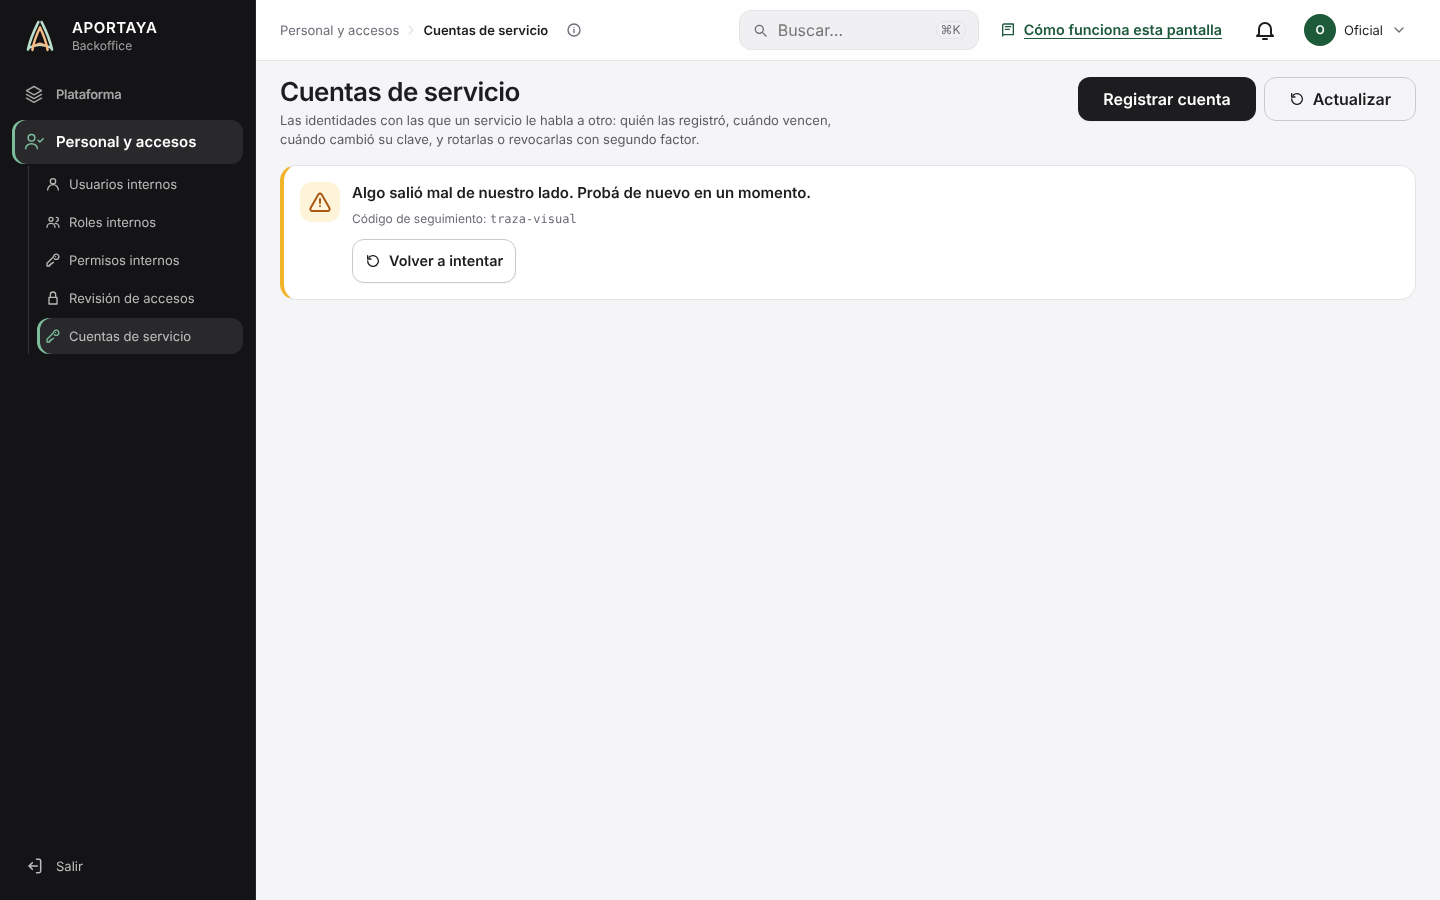 APORTAYA
Backoffice
Plataforma
Personal y accesos
Usuarios internos
Roles internos
Permisos internos
Revisión de accesos
Cuentas de servicio
Salir
Personal y accesos
Cuentas de servicio
Buscar...
⌘K
Cómo funciona esta pantalla
O
Oficial
Cuentas de servicio
Las identidades con las que un servicio le habla a otro: quién las registró, cuándo vencen,
cuándo cambió su clave, y rotarlas o revocarlas con segundo factor.
Registrar cuenta
Actualizar
Algo salió mal de nuestro lado. Probá de nuevo en un momento.
Código de seguimiento: traza-visual
Volver a intentar